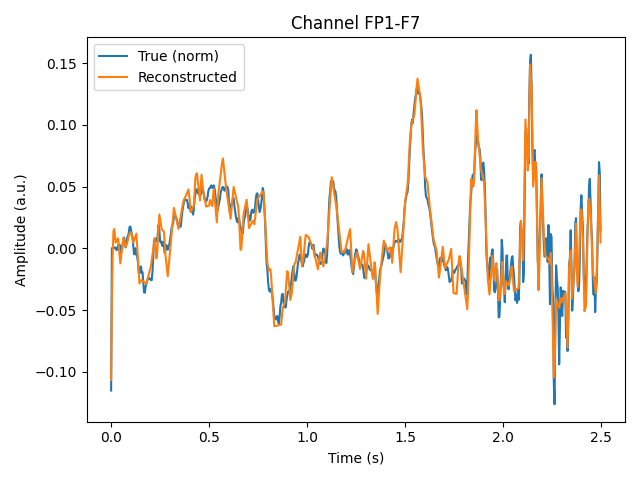 Channel FP1-F7
True (norm)
Reconstructed
Amplitude (a.u.)
0.15
0.10
0.05
0.00
−0.05
−0.10
0.0 0.5 1.0 1.5 2.0 2.5
Time (s)